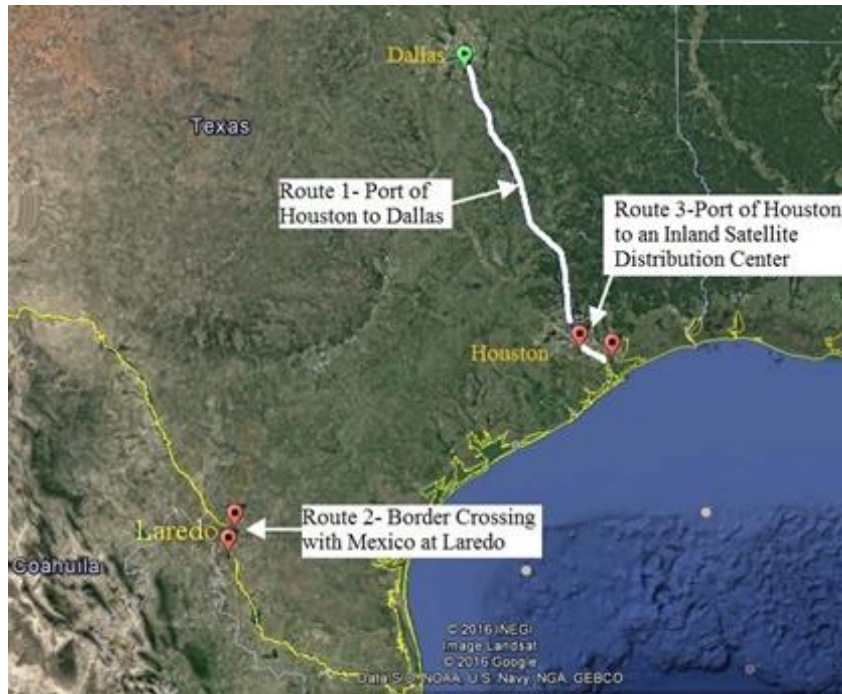 Dallas
Texas
Route 1- Port of
Houston to Dallas
Route 3-Port of Houston
to an Inland Satellite
Distribution Center
Houston
Laredo
Route 2- Border Crossing
with Mexico at Laredo
Coahuila
© 2016 INEGI
Image Landsat
© 2016 Google
Data SIO, NOAA, U.S. Navy, NGA, GEBCO